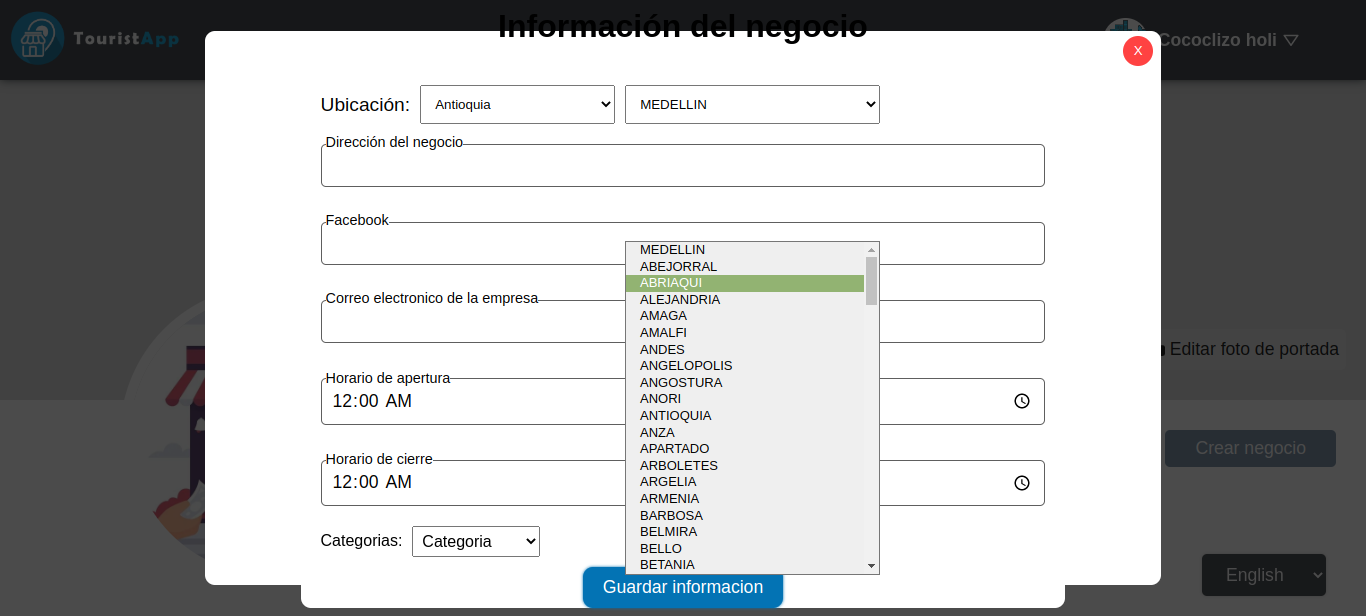 Información del negocio
TouristApp
Cococlizo holi ▽
X
Ubicación: Antioquia MEDELLIN
Dirección del negocio
Facebook
MEDELLIN
ABEJORRAL
ABRIAQUI
ALEJANDRIA
AMAGA
AMALFI
ANDES
ANGELOPOLIS
ANGOSTURA
ANORI
ANTIOQUIA
ANZA
APARTADO
ARBOLETES
ARGELIA
ARMENIA
BARBOSA
BELMIRA
BELLO
BETANIA
Correo electronico de la empresa
Editar foto de portada
Horario de apertura
12:00 AM
Crear negocio
Horario de cierre
12:00 AM
Categorias: Categoria
English
Guardar informacion